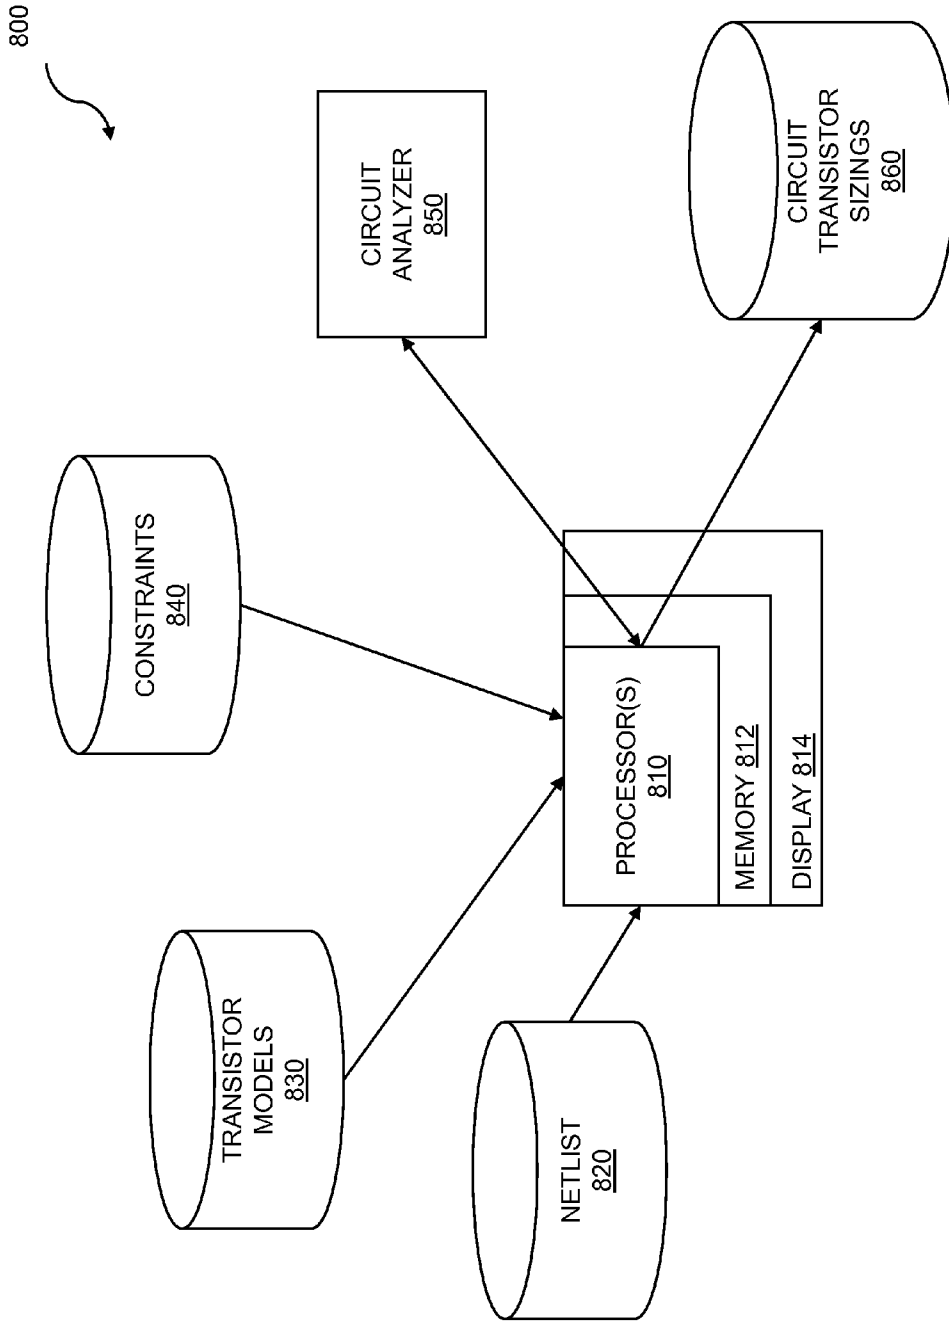 800
CONSTRAINTS
840
TRANSISTOR
MODELS
830
CIRCUIT
ANALYZER
850
NETLIST
820
PROCESSOR(S)
810
MEMORY 812
DISPLAY 814
CIRCUIT
TRANSISTOR
SIZINGS
860